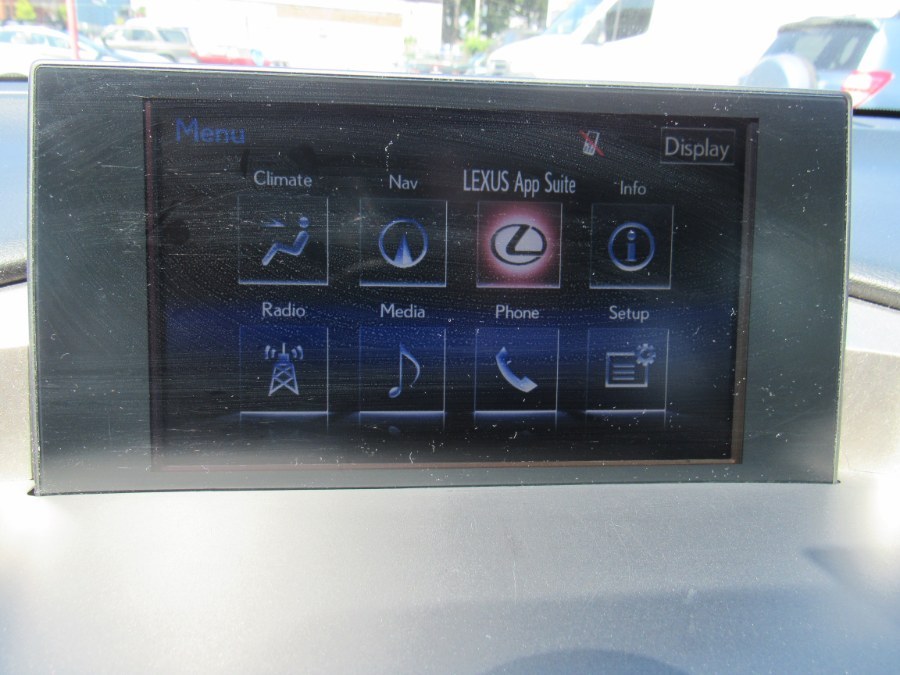 Menu
Display
Climate Nav LEXUS App Suite Info
Radio Media Phone Setup